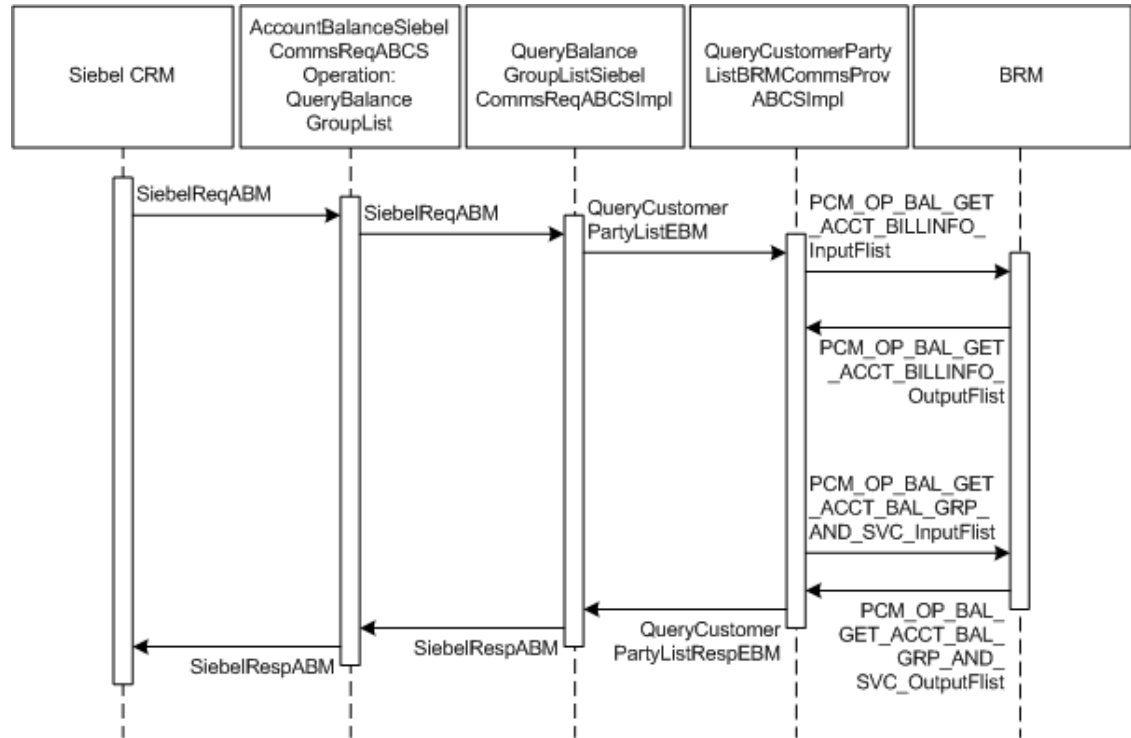 Siebel CRM
AccountBalanceSiebel
CommsReqABCS
Operation:
QueryBalance
GroupList
QueryBalance
GroupListSiebel
CommsReqABCSImpl
QueryCustomerParty
ListBRMCommsProv
ABCSImpl
BRM
SiebelReqABM
SiebelReqABM
QueryCustomer
PartyListEBM
PCM_OP_BAL_GET
_ACCT_BILLINFO_
InputFlist
PCM_OP_BAL_GET
_ACCT_BILLINFO_
OutputFlist
PCM_OP_BAL_GET
_ACCT_BAL_GRP_
AND_SVC_InputFlist
PCM_OP_BAL_
GET_ACCT_BAL_
GRP_AND_
SVC_OutputFlist
QueryCustomer
PartyListRespEBM
SiebelRespABM
SiebelRespABM